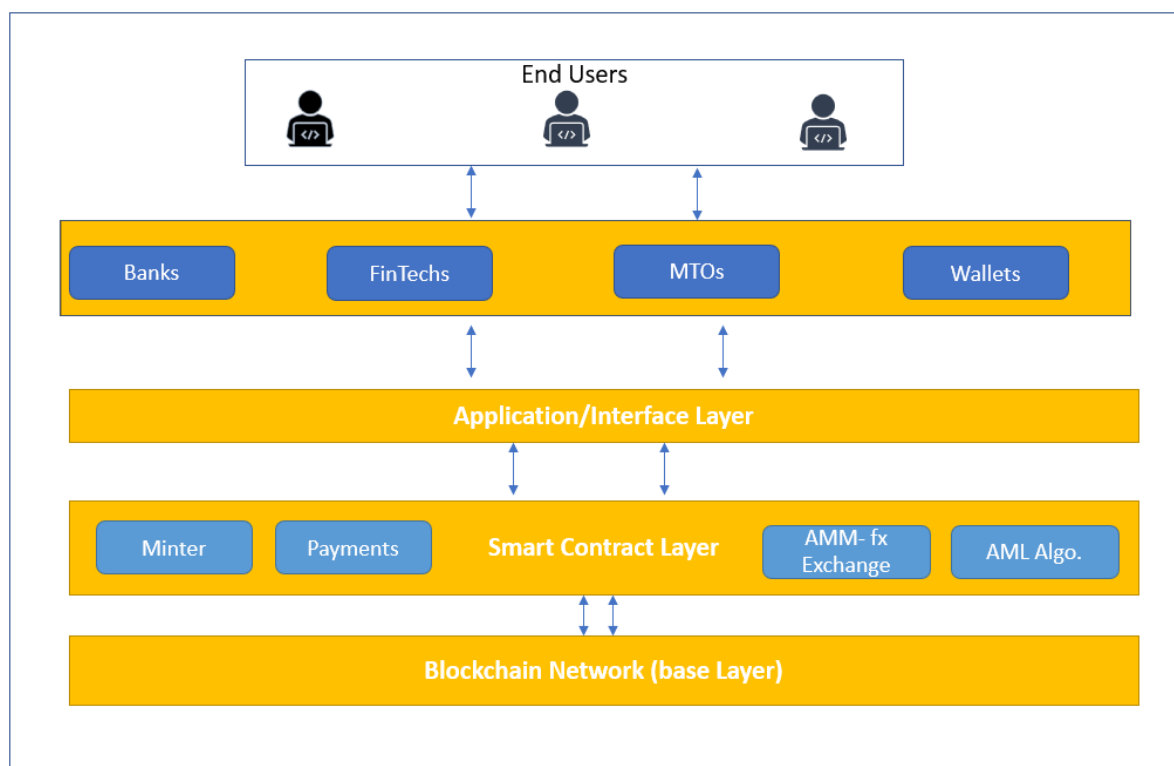 End Users
</>
</>
</>
Banks
FinTechs
MTOs
Wallets
Application/Interface Layer
Minter
Payments
Smart Contract Layer
AMM- fx
Exchange
AML Algo.
Blockchain Network (base Layer)